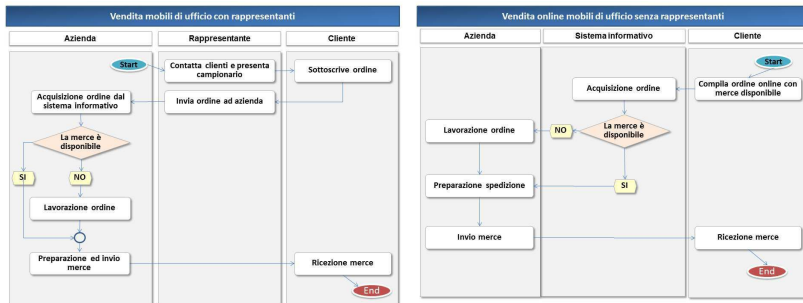 Vendita mobili di ufficio con rappresentanti
Azienda
Rappresentante
Cliente
Start
Contatta clienti e presenta
campionario
Sottoscrive ordine
Acquisizione ordine dal
sistema informativo
Invia ordine ad azienda
La merce è
disponibile
SI
NO
Lavorazione ordine
Preparazione ed invio
merce
Ricezione merce
End
Vendita online mobili di ufficio senza rappresentanti
Azienda
Sistema informativo
Cliente
Start
Acquisizione ordine
Compila ordine online con
merce disponibile
Lavorazione ordine
NO
La merce è
disponibile
Preparazione spedizione
SI
Invio merce
Ricezione merce
End